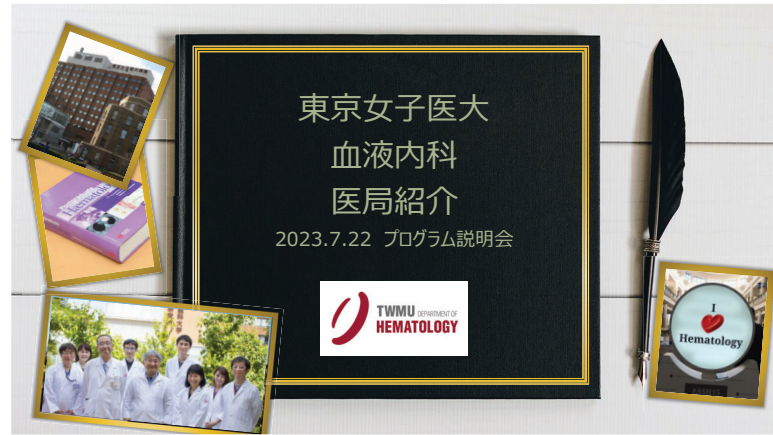 東京女子医大
血液内科
医局紹介
2023.7.22 プログラム説明会
TWMU DEPARTMENT OF
HEMATOLOGY
Hematology
I
Hematology